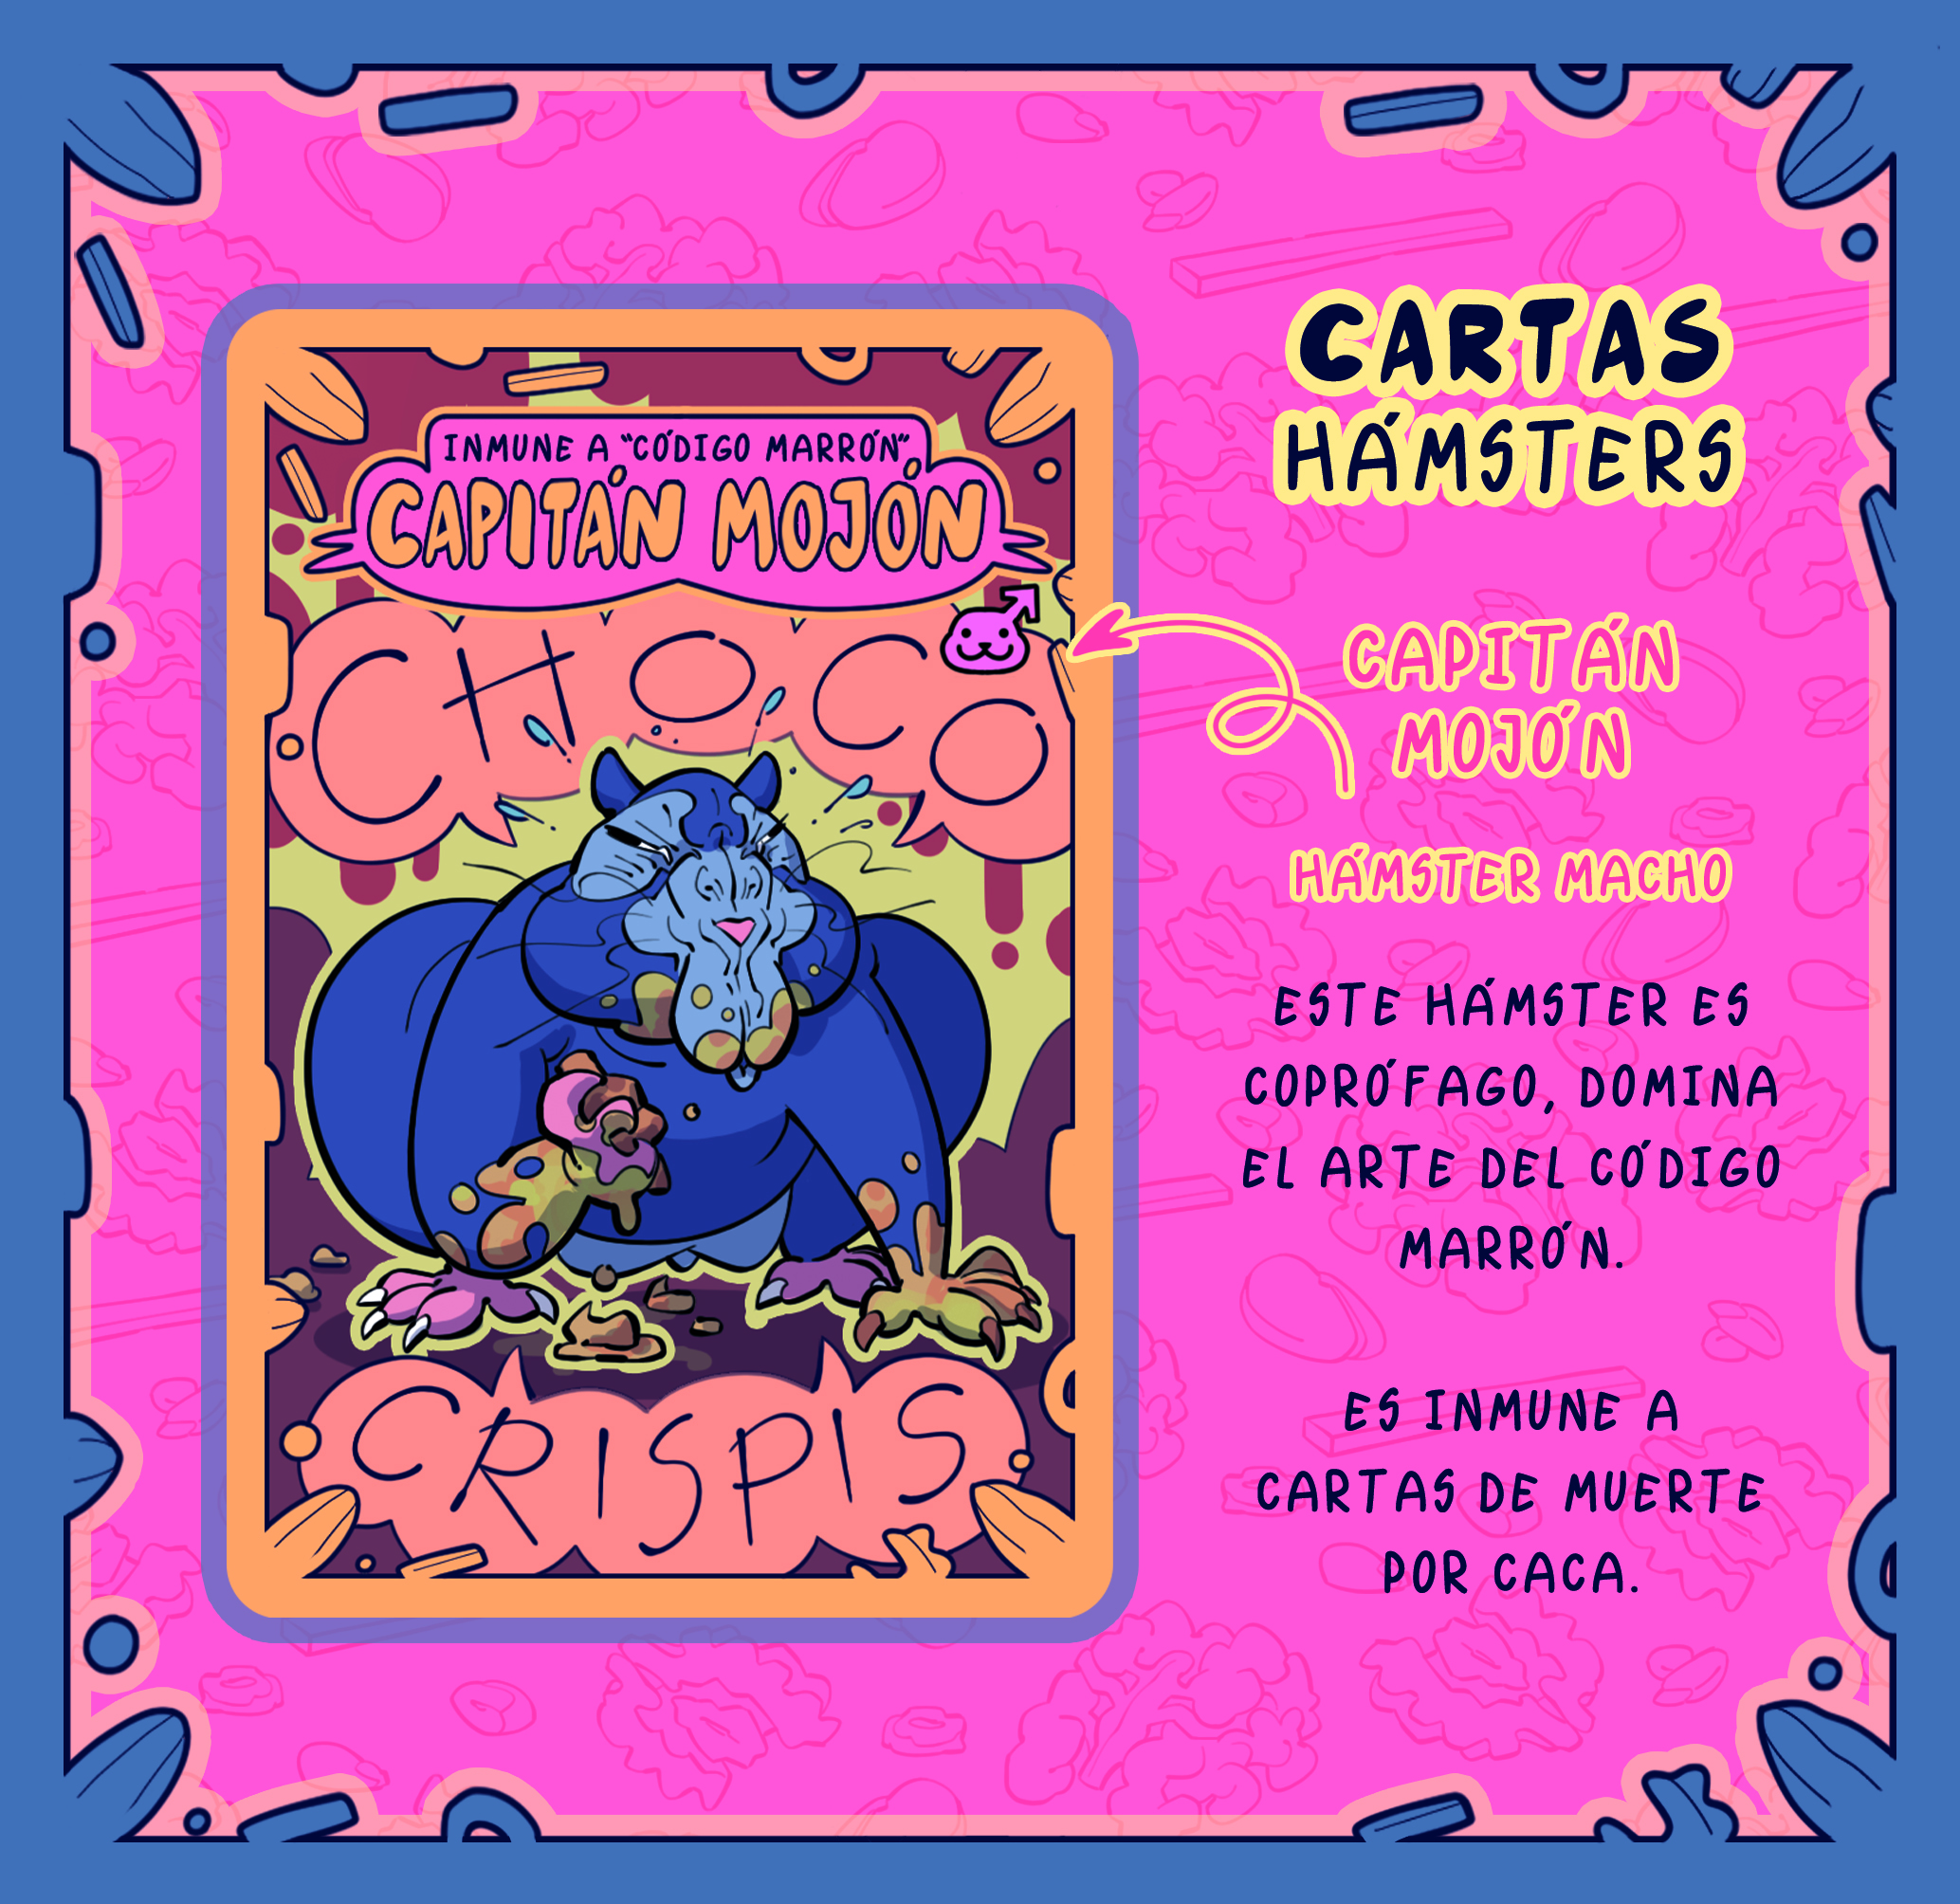 INMUNE A "CÓDIGO MARRÓN"
CAPITÁN MOJÓN
CHOCO
CRISPIS
CARTAS
HÁMSTERS
CAPITÁN
MOJÓN
HÁMSTER MACHO
ESTE HÁMSTER ES
COPRÓFAGO, DOMINA
EL ARTE DEL CÓDIGO
MARRÓN.
ES INMUNE A
CARTAS DE MUERTE
POR CACA.